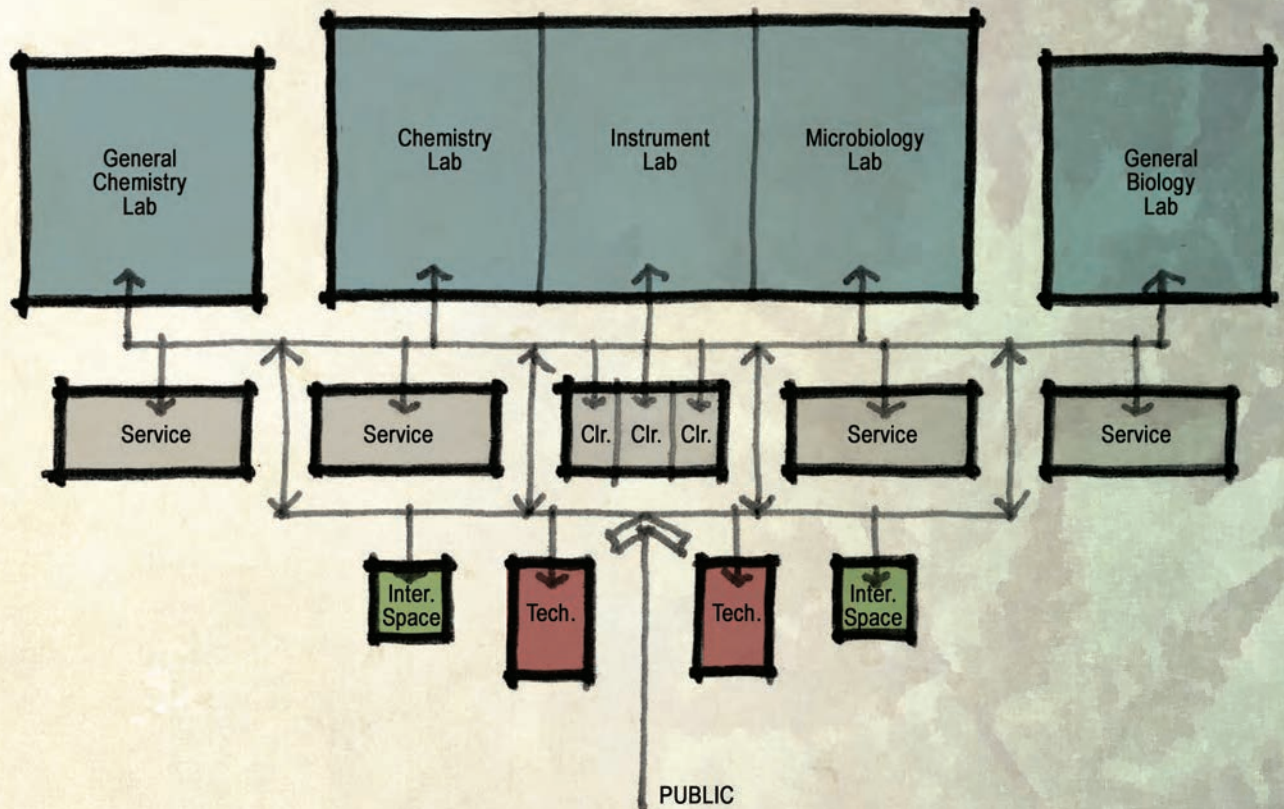 General
Chemistry
Lab
Chemistry
Lab
Instrument
Lab
Microbiology
Lab
General
Biology
Lab
Service
Service
Clr.
Clr.
Clr.
Service
Service
Inter.
Space
Tech.
Tech.
Inter.
Space
PUBLIC